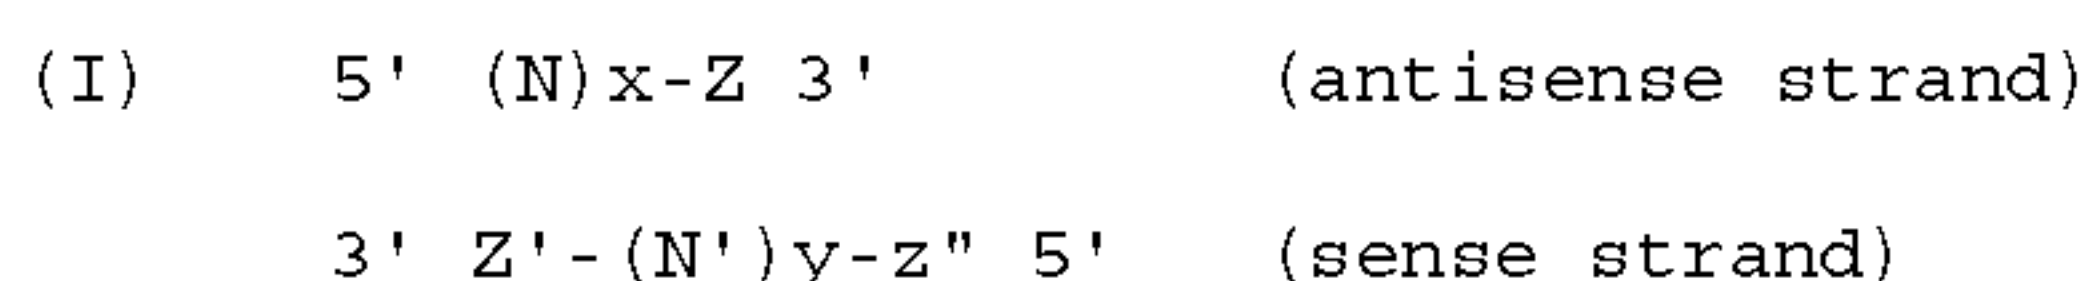 (I) 5' (N)x-Z 3' (antisense strand)
3' Z'-(N')y-z" 5' (sense strand)